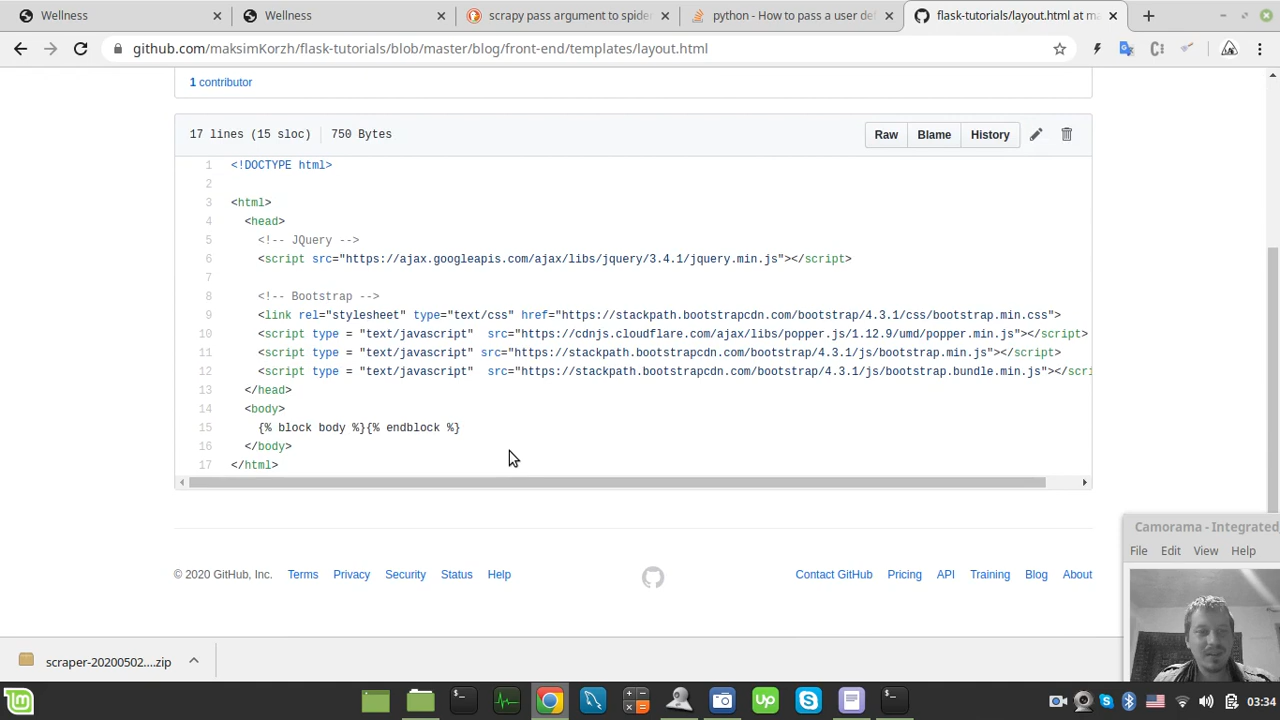 Wellness
Wellness
scrapy pass argument to spide
python - How to pass a user de
flask-tutorials/layout.html at ma
github.com/maksimKorzh/flask-tutorials/blob/master/blog/front-end/templates/layout.html
1 contributor
17 lines (15 sloc) 750 Bytes
Raw Blame History
1 <!DOCTYPE html>
2
3 <html>
4 <head>
5 <!-- JQuery -->
6 <script src="https://ajax.googleapis.com/ajax/libs/jquery/3.4.1/jquery.min.js"></script>
7
8 <!-- Bootstrap -->
9 <link rel="stylesheet" type="text/css" href="https://stackpath.bootstrapcdn.com/bootstrap/4.3.1/css/bootstrap.min.css">
10 <script type = "text/javascript" src="https://cdnjs.cloudflare.com/ajax/libs/popper.js/1.12.9/umd/popper.min.js"></script>
11 <script type = "text/javascript" src="https://stackpath.bootstrapcdn.com/bootstrap/4.3.1/js/bootstrap.min.js"></script>
12 <script type = "text/javascript" src="https://stackpath.bootstrapcdn.com/bootstrap/4.3.1/js/bootstrap.bundle.min.js"></scri
13 </head>
14 <body>
15 {% block body %}{% endblock %}
16 </body>
17 </html>
Camorama - Integrated
File Edit View Help
© 2020 GitHub, Inc. Terms Privacy Security Status Help
Contact GitHub Pricing API Training Blog About
scraper-20200502....zip
03:34